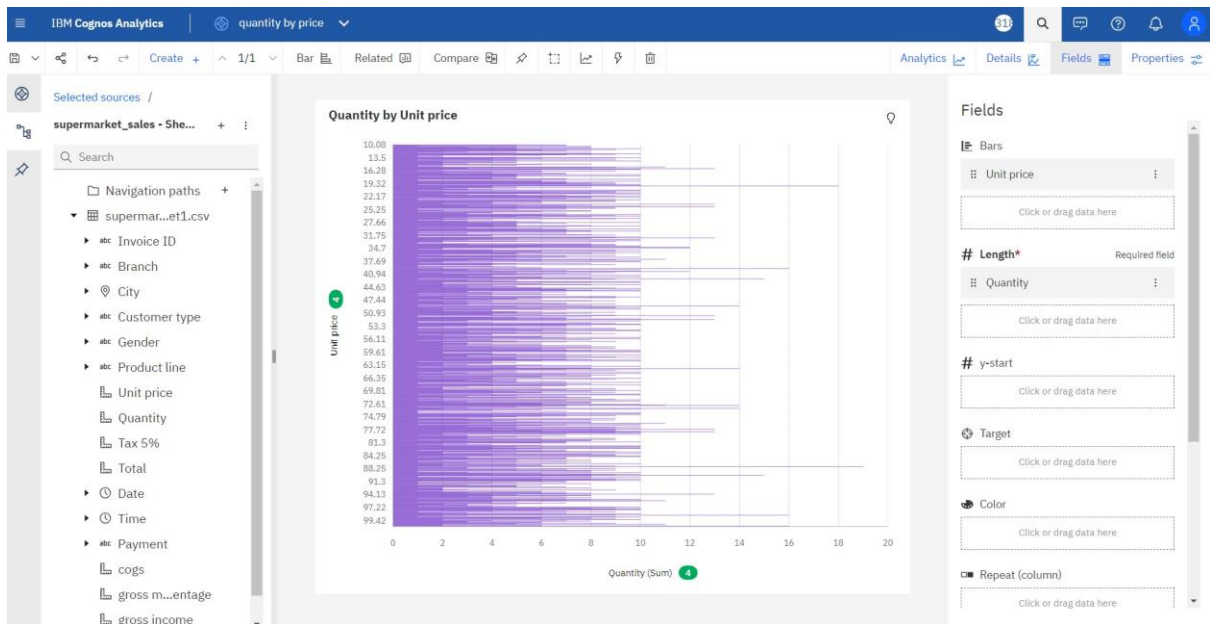 IBM Cognos Analytics
quantity by price
Create +
1/1
Bar
Related
Compare
Analytics
Details
Fields
Properties
Selected sources /
supermarket_sales - She...
+
Search
Navigation paths +
supermar...et1.csv
abc Invoice ID
abc Branch
City
abc Customer type
abc Gender
abc Product line
Unit price
Quantity
Tax 5%
Total
Date
Time
abc Payment
cogs
gross m...entage
gross income
Quantity by Unit price
10.08
13.5
16.28
19.32
22.17
25.25
27.66
31.75
34.7
37.69
40.94
44.63
47.44
50.93
53.3
56.11
59.61
63.15
66.35
69.81
72.61
74.79
77.72
81.3
84.25
88.25
91.3
94.13
97.22
99.42
Unit price 4
0 2 4 6 8 10 12 14 16 18 20
Quantity (Sum) 4
Fields
Bars
Unit price
Click or drag data here
# Length* Required field
Quantity
Click or drag data here
# y-start
Click or drag data here
Target
Click or drag data here
Color
Click or drag data here
Repeat (column)
Click or drag data here